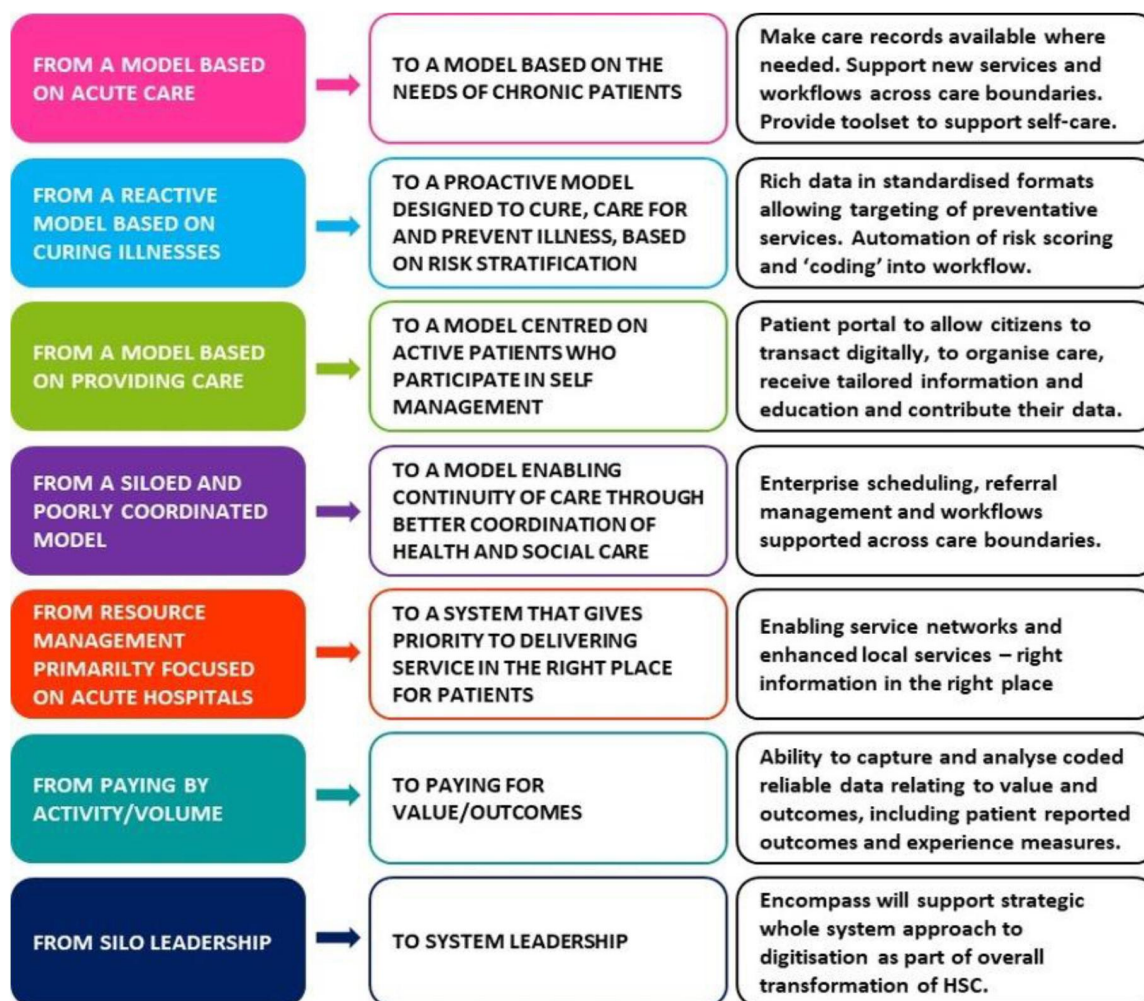 FROM A MODEL BASED
ON ACUTE CARE
TO A MODEL BASED ON THE
NEEDS OF CHRONIC PATIENTS
Make care records available where
needed. Support new services and
workflows across care boundaries.
Provide toolset to support self-care.
FROM A REACTIVE
MODEL BASED ON
CURING ILLNESSES
TO A PROACTIVE MODEL
DESIGNED TO CURE, CARE FOR
AND PREVENT ILLNESS, BASED
ON RISK STRATIFICATION
Rich data in standardised formats
allowing targeting of preventative
services. Automation of risk scoring
and ‘coding’ into workflow.
FROM A MODEL BASED
ON PROVIDING CARE
TO A MODEL CENTRED ON
ACTIVE PATIENTS WHO
PARTICIPATE IN SELF
MANAGEMENT
Patient portal to allow citizens to
transact digitally, to organise care,
receive tailored information and
education and contribute their data.
FROM A SILOED AND
POORLY COORDINATED
MODEL
TO A MODEL ENABLING
CONTINUITY OF CARE THROUGH
BETTER COORDINATION OF
HEALTH AND SOCIAL CARE
Enterprise scheduling, referral
management and workflows
supported across care boundaries.
FROM RESOURCE
MANAGEMENT
PRIMARILTY FOCUSED
ON ACUTE HOSPITALS
TO A SYSTEM THAT GIVES
PRIORITY TO DELIVERING
SERVICE IN THE RIGHT PLACE
FOR PATIENTS
Enabling service networks and
enhanced local services – right
information in the right place
FROM PAYING BY
ACTIVITY/VOLUME
TO PAYING FOR
VALUE/OUTCOMES
Ability to capture and analyse coded
reliable data relating to value and
outcomes, including patient reported
outcomes and experience measures.
FROM SILO LEADERSHIP
TO SYSTEM LEADERSHIP
Encompass will support strategic
whole system approach to
digitisation as part of overall
transformation of HSC.